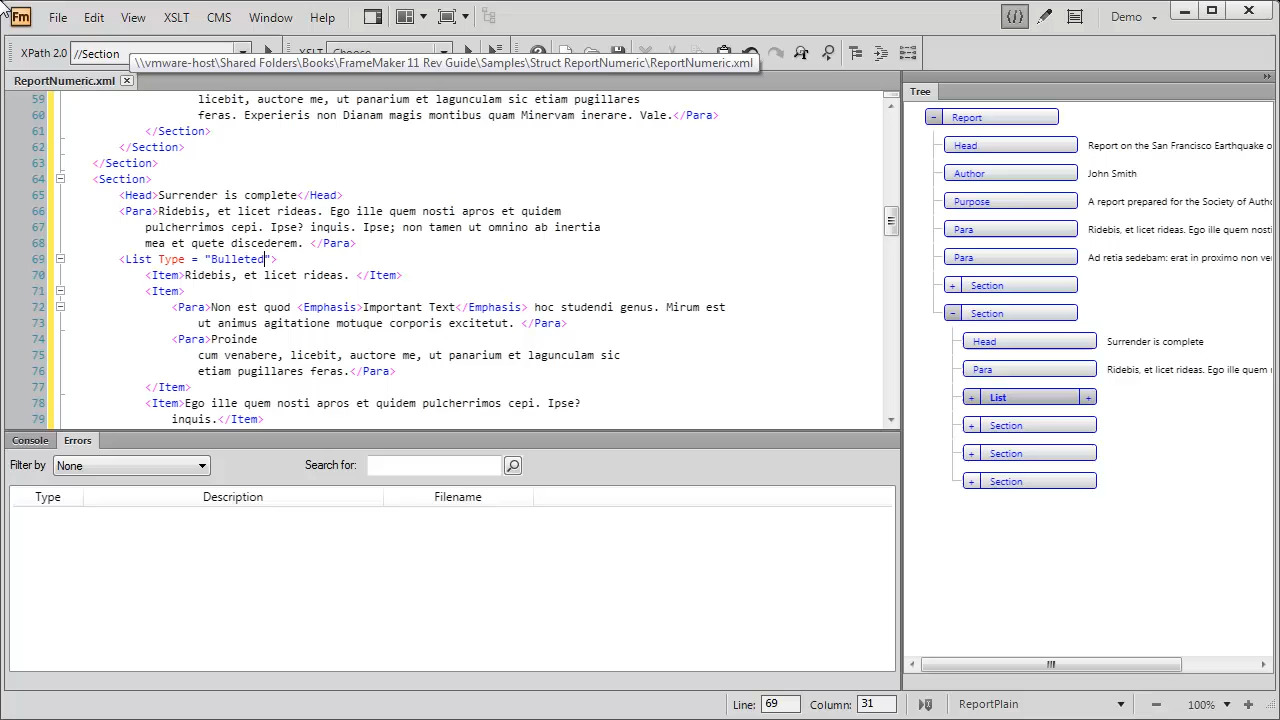 Fm File Edit View XSLT CMS Window Help Demo
XPath 2.0 //Section
\\vmware-host\Shared Folders\Books\FrameMaker 11 Rev Guide\Samples\Struct ReportNumeric\ReportNumeric.xml
ReportNumeric.xml
59 licebit, auctore me, ut panarium et lagunculam sic etiam pugillares
60 feras. Experieris non Dianam magis montibus quam Minervam inerare. Vale.</Para>
61 </Section>
62 </Section>
63 </Section>
64 <Section>
65 <Head>Surrender is complete</Head>
66 <Para>Ridebis, et licet rideas. Ego ille quem nosti apros et quidem
67 pulcherrimos cepi. Ipse? inquis. Ipse; non tamen ut omnino ab inertia
68 mea et quete discederem. </Para>
69 <List Type = "Bulleted">
70 <Item>Ridebis, et licet rideas. </Item>
71 <Item>
72 <Para>Non est quod <Emphasis>Important Text</Emphasis> hoc studendi genus. Mirum est
73 ut animus agitatione motuque corporis excitetut. </Para>
74 <Para>Proinde
75 cum venabere, licebit, auctore me, ut panarium et lagunculam sic
76 etiam pugillares feras.</Para>
77 </Item>
78 <Item>Ego ille quem nosti apros et quidem pulcherrimos cepi. Ipse?
79 inquis.</Item>
Console Errors
Filter by None Search for:
Type Description Filename
Tree
Report
Head Report on the San Francisco Earthquake o
Author John Smith
Purpose A report prepared for the Society of Autho
Para Ridebis, et licet rideas. Ego ille quem nosti
Para Ad retia sedebam: erat in proximo non ve
+ Section
- Section
Head Surrender is complete
Para Ridebis, et licet rideas. Ego ille quem
+ List +
+ Section
+ Section
+ Section
Line: 69 Column: 31 ReportPlain 100%